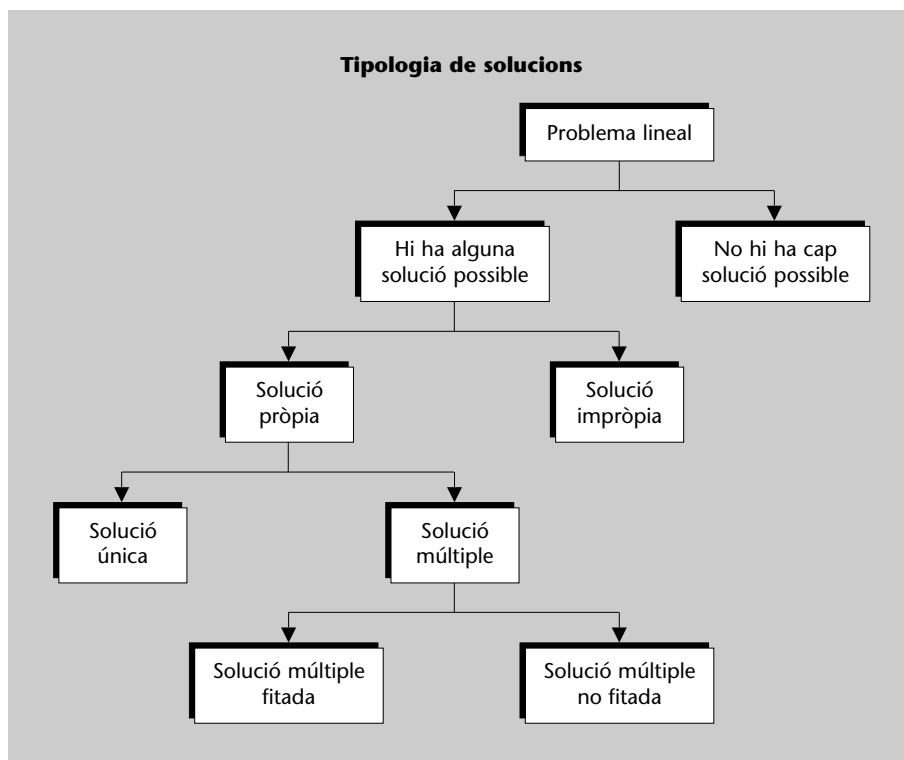 Tipologia de solucions
Problema lineal
Hi ha alguna
solució possible
No hi ha cap
solució possible
Solució
pròpia
Solució
impròpia
Solució
única
Solució
múltiple
Solució múltiple
fitada
Solució múltiple
no fitada